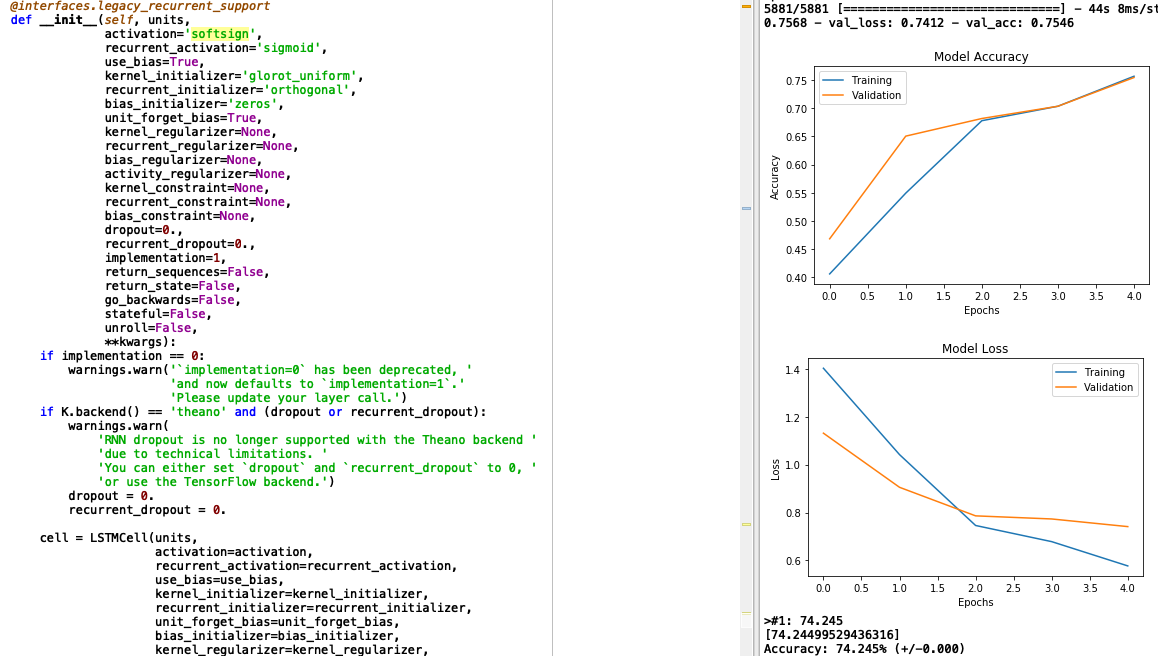 @interfaces.legacy_recurrent_support
def __init__(self, units,
activation='softsign',
recurrent_activation='sigmoid',
use_bias=True,
kernel_initializer='glorot_uniform',
recurrent_initializer='orthogonal',
bias_initializer='zeros',
unit_forget_bias=True,
kernel_regularizer=None,
recurrent_regularizer=None,
bias_regularizer=None,
activity_regularizer=None,
kernel_constraint=None,
recurrent_constraint=None,
bias_constraint=None,
dropout=0.,
recurrent_dropout=0.,
implementation=1,
return_sequences=False,
return_state=False,
go_backwards=False,
stateful=False,
unroll=False,
**kwargs):
if implementation == 0:
warnings.warn('`implementation=0` has been deprecated, '
'and now defaults to `implementation=1`.'
'Please update your layer call.')
if K.backend() == 'theano' and (dropout or recurrent_dropout):
warnings.warn(
'RNN dropout is no longer supported with the Theano backend '
'due to technical limitations. '
'You can either set `dropout` and `recurrent_dropout` to 0, '
'or use the TensorFlow backend.')
dropout = 0.
recurrent_dropout = 0.
cell = LSTMCell(units,
activation=activation,
recurrent_activation=recurrent_activation,
use_bias=use_bias,
kernel_initializer=kernel_initializer,
recurrent_initializer=recurrent_initializer,
unit_forget_bias=unit_forget_bias,
bias_initializer=bias_initializer,
kernel_regularizer=kernel_regularizer,
5881/5881 [==============================] - 44s 8ms/st
0.7568 - val_loss: 0.7412 - val_acc: 0.7546
Model Accuracy
Training
Validation
0.75
0.70
0.65
0.60
0.55
0.50
0.45
0.40
Accuracy
0.0 0.5 1.0 1.5 2.0 2.5 3.0 3.5 4.0
Epochs
Model Loss
Training
Validation
1.4
1.2
1.0
0.8
0.6
Loss
0.0 0.5 1.0 1.5 2.0 2.5 3.0 3.5 4.0
Epochs
>#1: 74.245
[74.24499529436316]
Accuracy: 74.245% (+/-0.000)